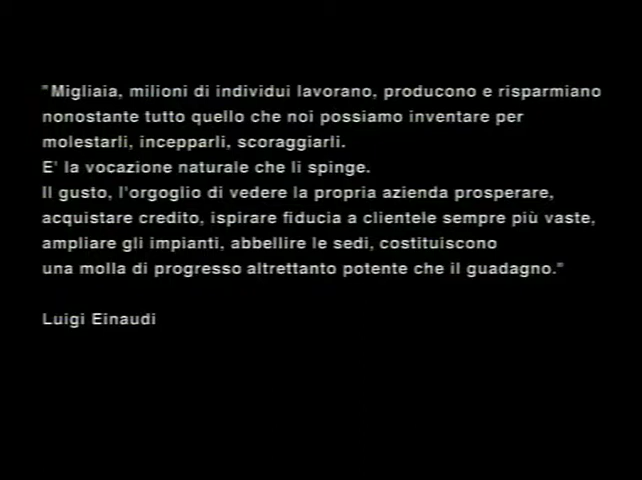 "Migliaia, milioni di individui lavorano, producono e risparmiano
nonostante tutto quello che noi possiamo inventare per
molestarli, incepparli, scoraggiarli.
E' la vocazione naturale che li spinge.
Il gusto, l'orgoglio di vedere la propria azienda prosperare,
acquistare credito, ispirare fiducia a clientele sempre più vaste,
ampliare gli impianti, abbellire le sedi, costituiscono
una molla di progresso altrettanto potente che il guadagno."
Luigi Einaudi